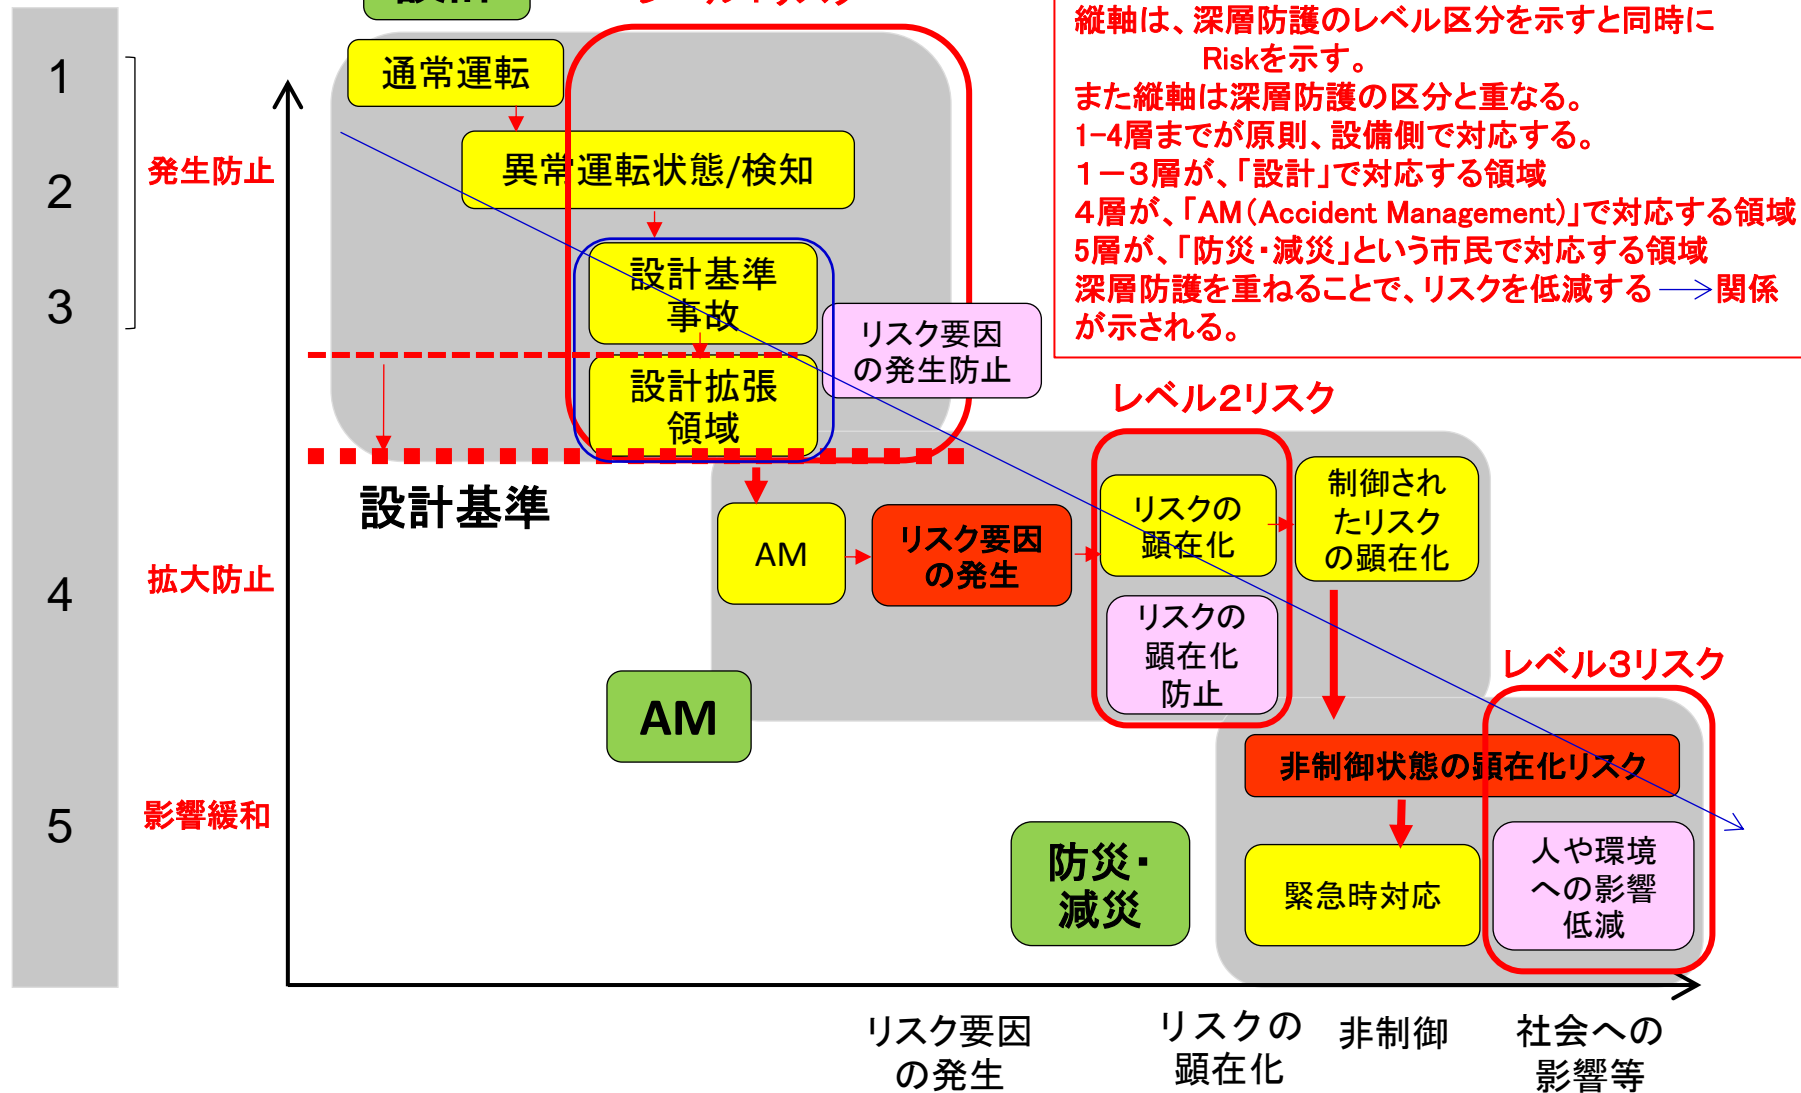 縦軸は、深層防護のレベル区分を示すと同時に
Riskを示す。
また縦軸は深層防護の区分と重なる。
1-4層までが原則、設備側で対応する。
1－3層が、「設計」で対応する領域
4層が、「AM（Accident Management）」で対応する領域
5層が、「防災・減災」という市民で対応する領域
深層防護を重ねることで、リスクを低減する→関係
が示される。
1
2
3
4
5
発生防止
拡大防止
影響緩和
通常運転
異常運転状態/検知
設計基準
事故
設計拡張
領域
リスク要因
の発生防止
設計基準
レベル2リスク
AM
リスク要因
の発生
リスクの
顕在化
制御され
たリスク
の顕在化
リスクの
顕在化
防止
AM
レベル3リスク
非制御状態の顕在化リスク
防災・
減災
緊急時対応
人や環境
への影響
低減
リスク要因
の発生
リスクの
顕在化
非制御
社会への
影響等